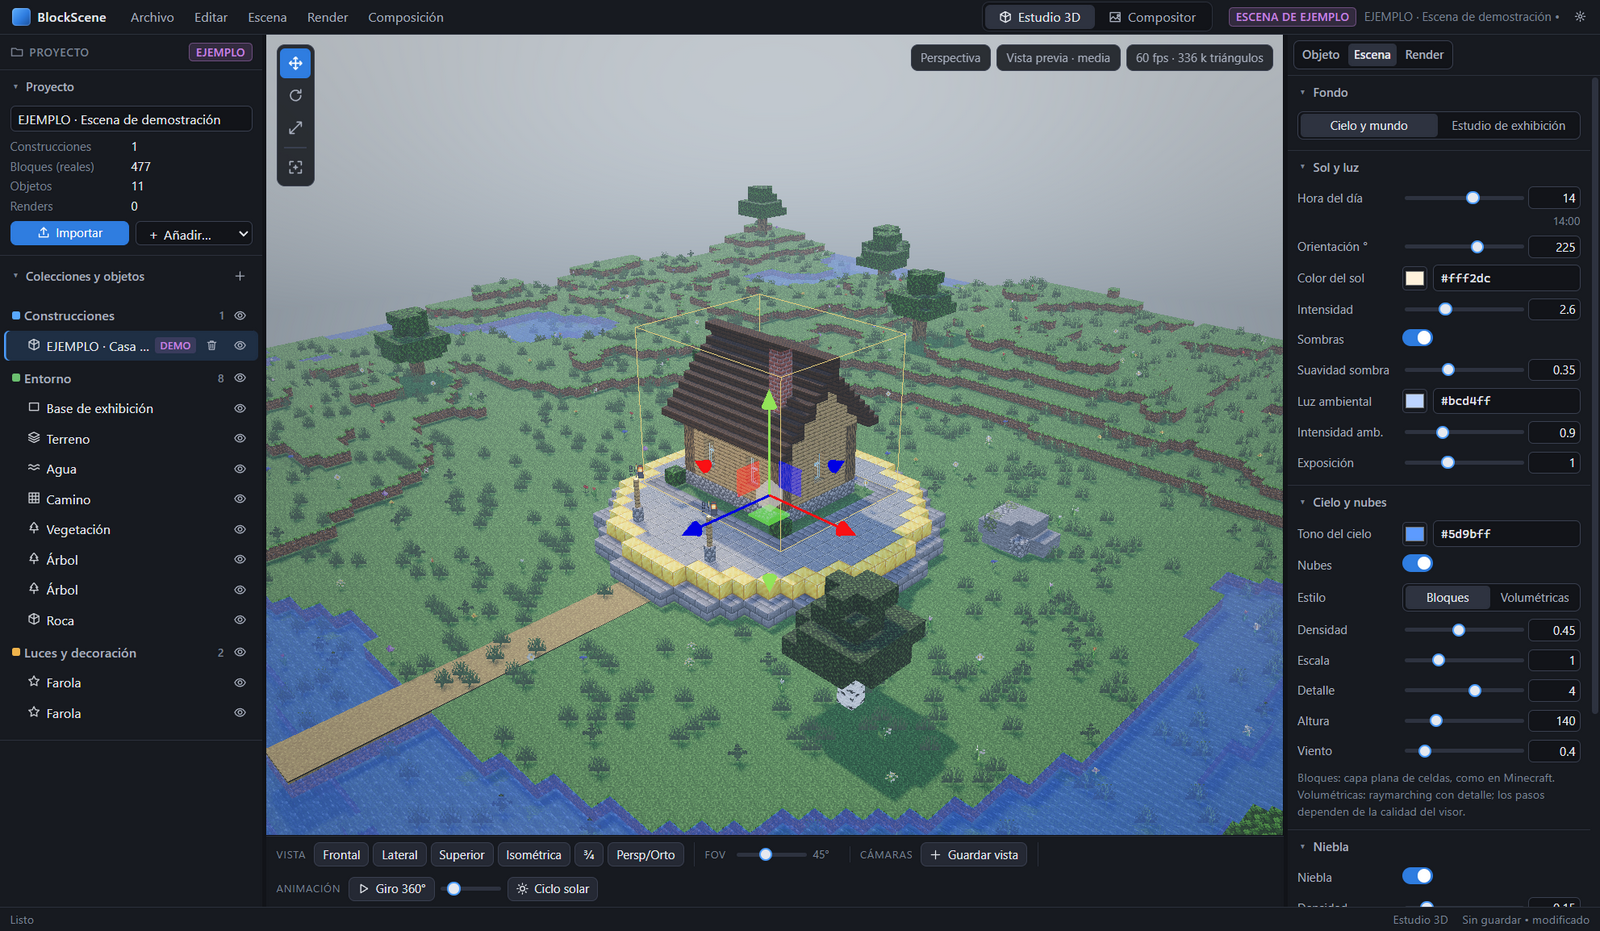 BlockScene Archivo Editar Escena Render Composición Estudio 3D Compositor ESCENA DE EJEMPLO EJEMPLO · Escena de demostración •
PROYECTO EJEMPLO
Proyecto
EJEMPLO · Escena de demostración
Construcciones 1
Bloques (reales) 477
Objetos 11
Renders 0
Importar + Añadir...
Colecciones y objetos +
Construcciones 1
EJEMPLO · Casa ... DEMO
Entorno 8
Base de exhibición
Terreno
Agua
Camino
Vegetación
Árbol
Árbol
Roca
Luces y decoración 2
Farola
Farola
Perspectiva Vista previa · media 60 fps · 336 k triángulos
VISTA Frontal Lateral Superior Isométrica ¾ Persp/Orto FOV 45° CÁMARAS + Guardar vista
ANIMACIÓN Giro 360° Ciclo solar
Objeto Escena Render
Fondo
Cielo y mundo Estudio de exhibición
Sol y luz
Hora del día 14
14:00
Orientación ° 225
Color del sol #fff2dc
Intensidad 2.6
Sombras
Suavidad sombra 0.35
Luz ambiental #bcd4ff
Intensidad amb. 0.9
Exposición 1
Cielo y nubes
Tono del cielo #5d9bff
Nubes
Estilo Bloques Volumétricas
Densidad 0.45
Escala 1
Detalle 4
Altura 140
Viento 0.4
Bloques: capa plana de celdas, como en Minecraft.
Volumétricas: raymarching con detalle; los pasos
dependen de la calidad del visor.
Niebla
Niebla
Densidad 0.15
Listo Estudio 3D Sin guardar • modificado